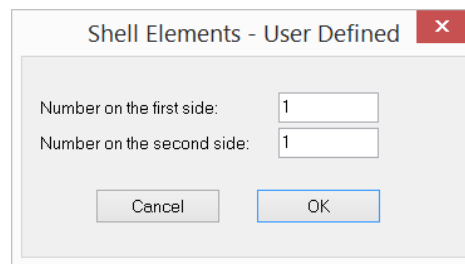 Shell Elements - User Defined
Number on the first side: 1
Number on the second side: 1
Cancel OK